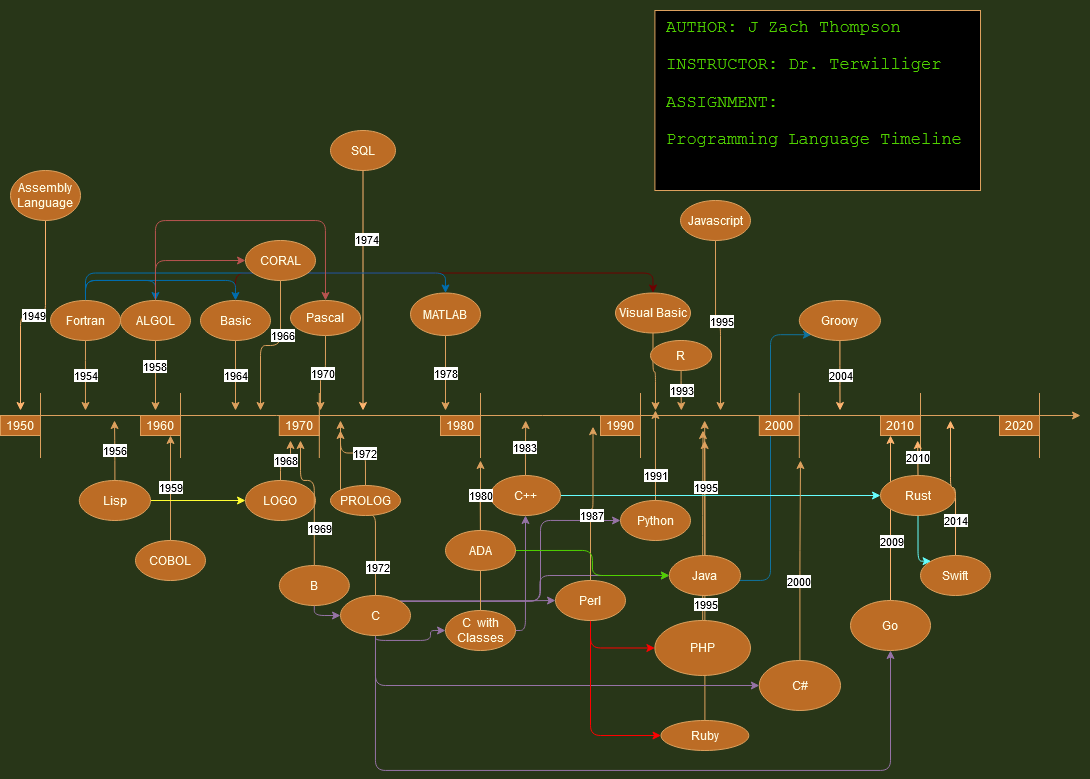 AUTHOR: J Zach Thompson
INSTRUCTOR: Dr. Terwilliger
ASSIGNMENT:
Programming Language Timeline
SQL
Assembly
Language
Javascript
1974
CORAL
1949
Fortran
ALGOL
Basic
1966
Pascal
MATLAB
Visual Basic
1995
Groovy
R
1954
1958
1964
1970
1978
1993
2004
1950
1960
1970
1980
1990
2000
2010
2020
1956
1968
1972
1983
2010
1959
1980
1991
1995
Lisp
LOGO
PROLOG
C++
Rust
1969
1987
Python
2014
2009
COBOL
ADA
1972
2000
B
Java
Swift
C
Perl
1995
C with
Classes
Go
PHP
C#
Ruby